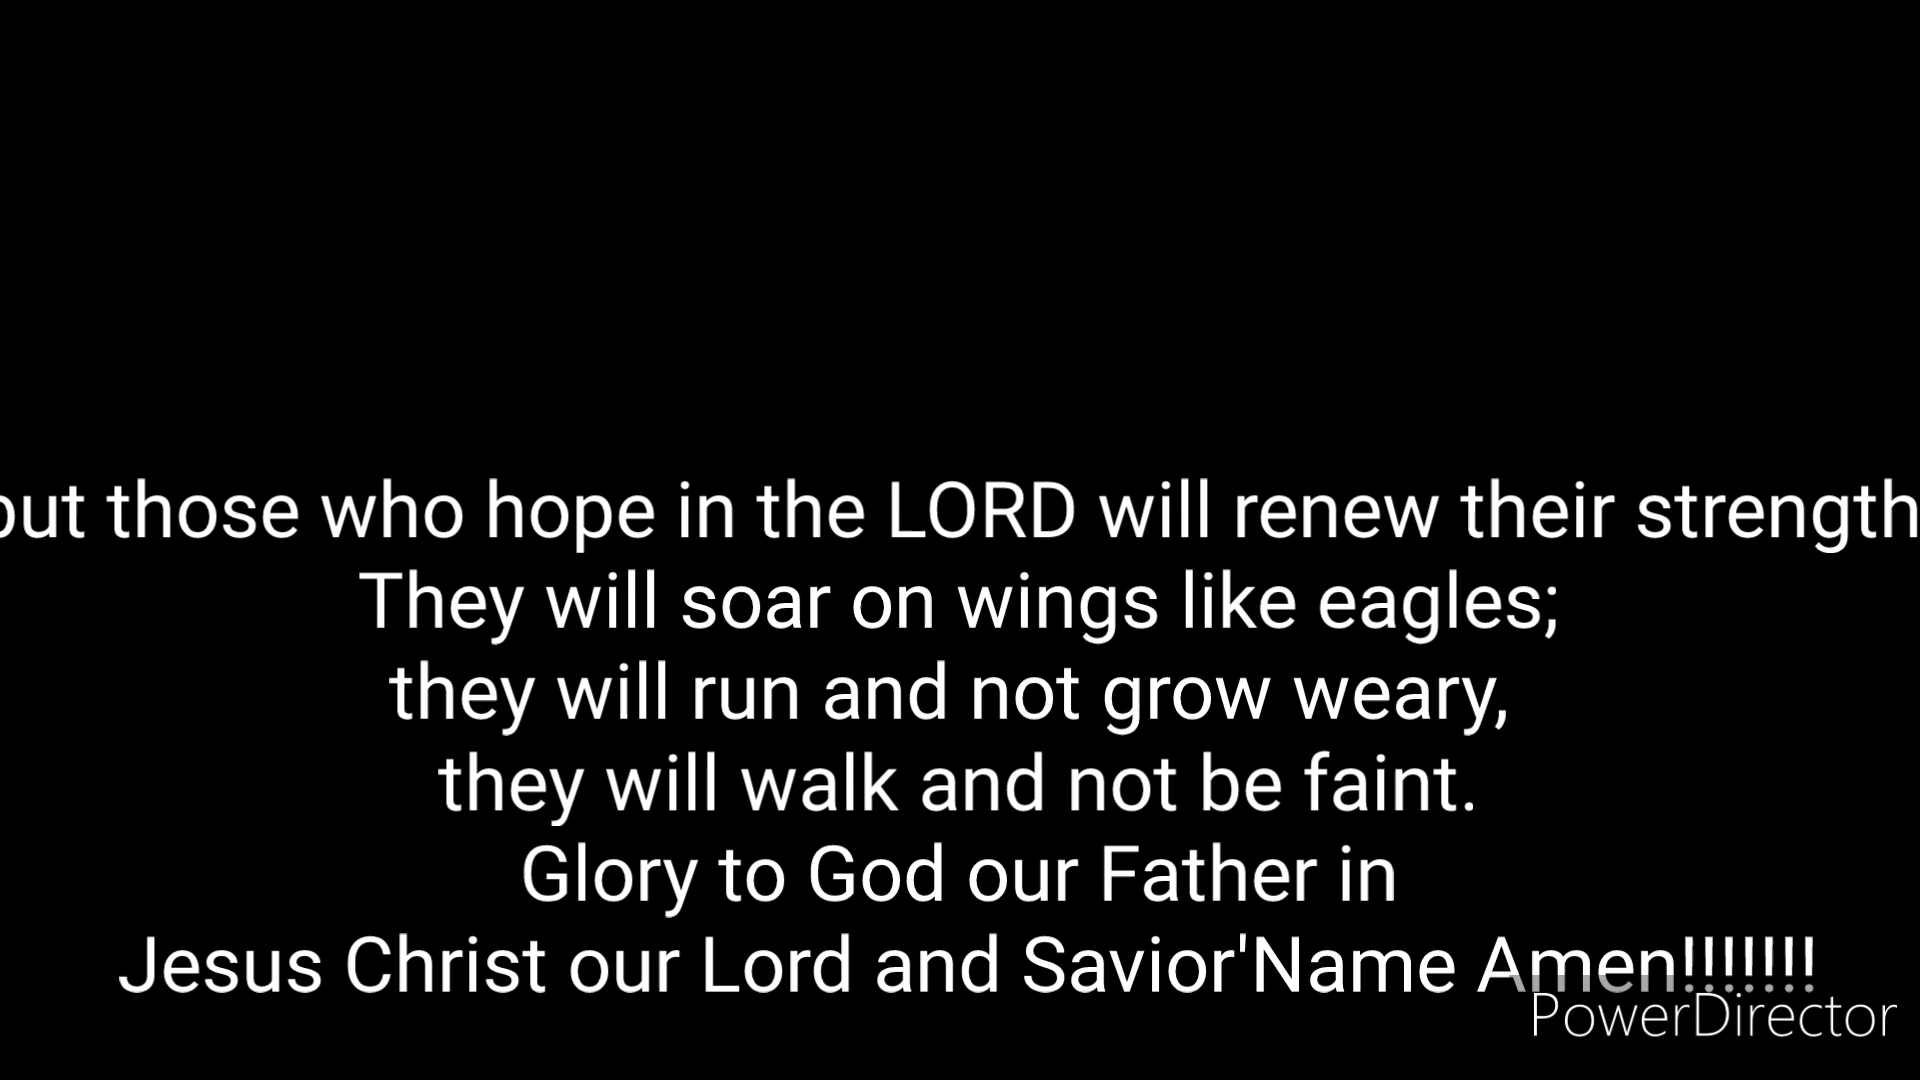 but those who hope in the LORD will renew their strength
They will soar on wings like eagles;
they will run and not grow weary,
they will walk and not be faint.
Glory to God our Father in
Jesus Christ our Lord and Savior'Name Amen!!!!!!!
PowerDirector